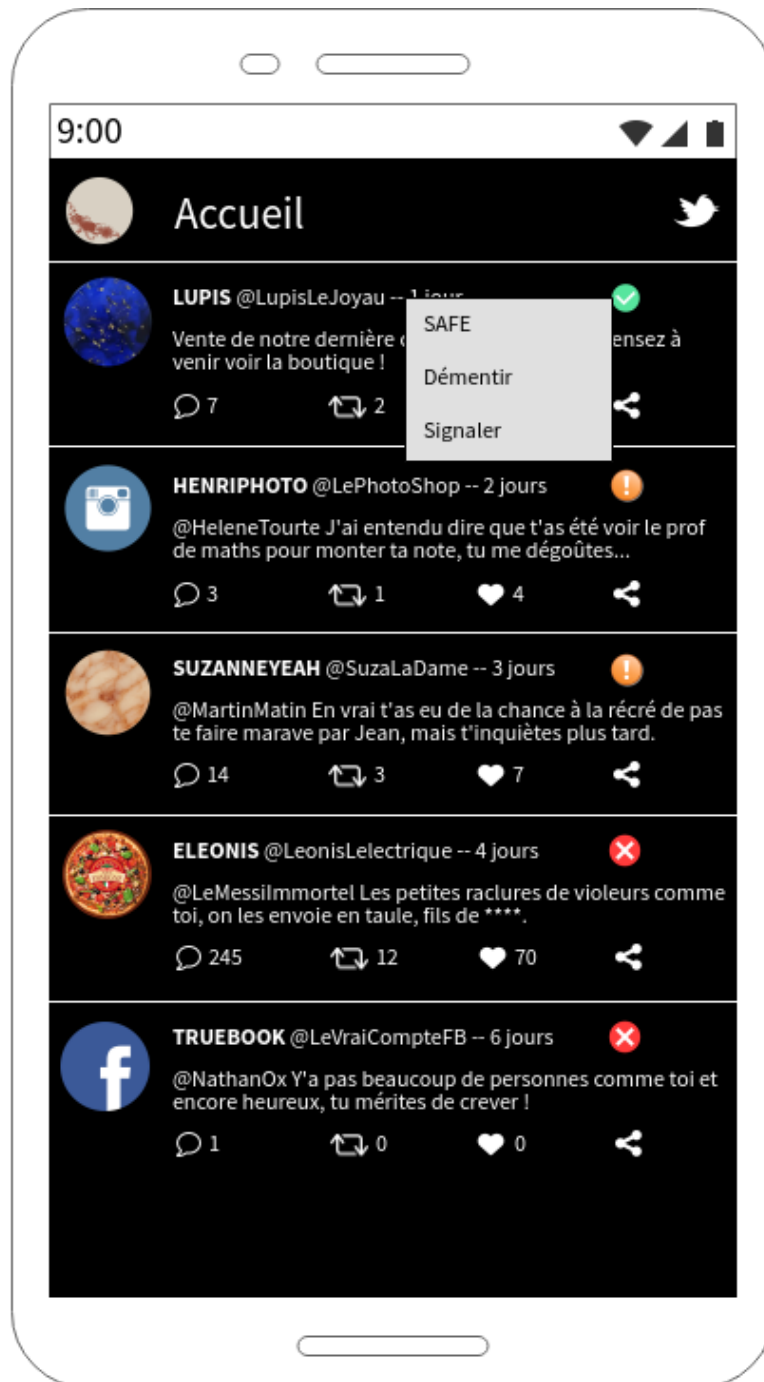 9:00
Accueil
LUPIS @LupisLeJoyau -- 1 jour
SAFE
Vente de notre dernière ensez à
venir voir la boutique !
Démentir
7 2
Signaler
HENRIPHOTO @LePhotoShop -- 2 jours
@HeleneTourte J'ai entendu dire que t'as été voir le prof
de maths pour monter ta note, tu me dégoûtes...
3 1 4
SUZANNEYEAH @SuzaLaDame -- 3 jours
@MartinMatin En vrai t'as eu de la chance à la récré de pas
te faire marave par Jean, mais t'inquiètes plus tard.
14 3 7
ELEONIS @LeonisLelectrique -- 4 jours
@LeMessiImmortel Les petites raclures de violeurs comme
toi, on les envoie en taule, fils de ****.
245 12 70
TRUEBOOK @LeVraiCompteFB -- 6 jours
@NathanOx Y'a pas beaucoup de personnes comme toi et
encore heureux, tu mérites de crever !
1 0 0